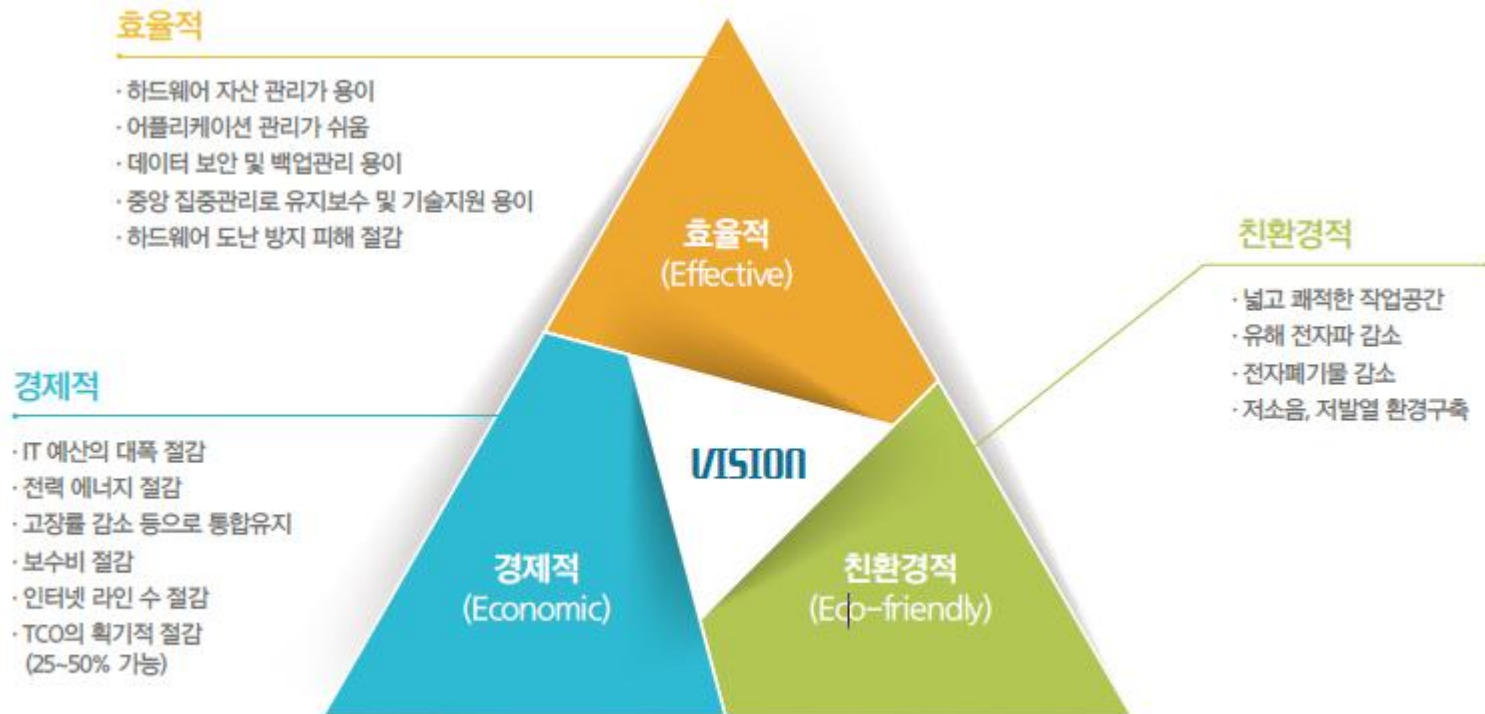 효율적
· 하드웨어 자산 관리가 용이
· 어플리케이션 관리가 쉬움
· 데이터 보안 및 백업관리 용이
· 중앙 집중관리로 유지보수 및 기술지원 용이
· 하드웨어 도난 방지 피해 절감
효율적
(Effective)
친환경적
· 넓고 쾌적한 작업공간
· 유해 전자파 감소
· 전자폐기물 감소
· 저소음, 저발열 환경구축
경제적
· IT 예산의 대폭 절감
· 전력 에너지 절감
· 고장률 감소 등으로 통합유지
· 보수비 절감
· 인터넷 라인 수 절감
· TCO의 획기적 절감
(25~50% 가능)
VISION
경제적
(Economic)
친환경적
(Eco-friendly)